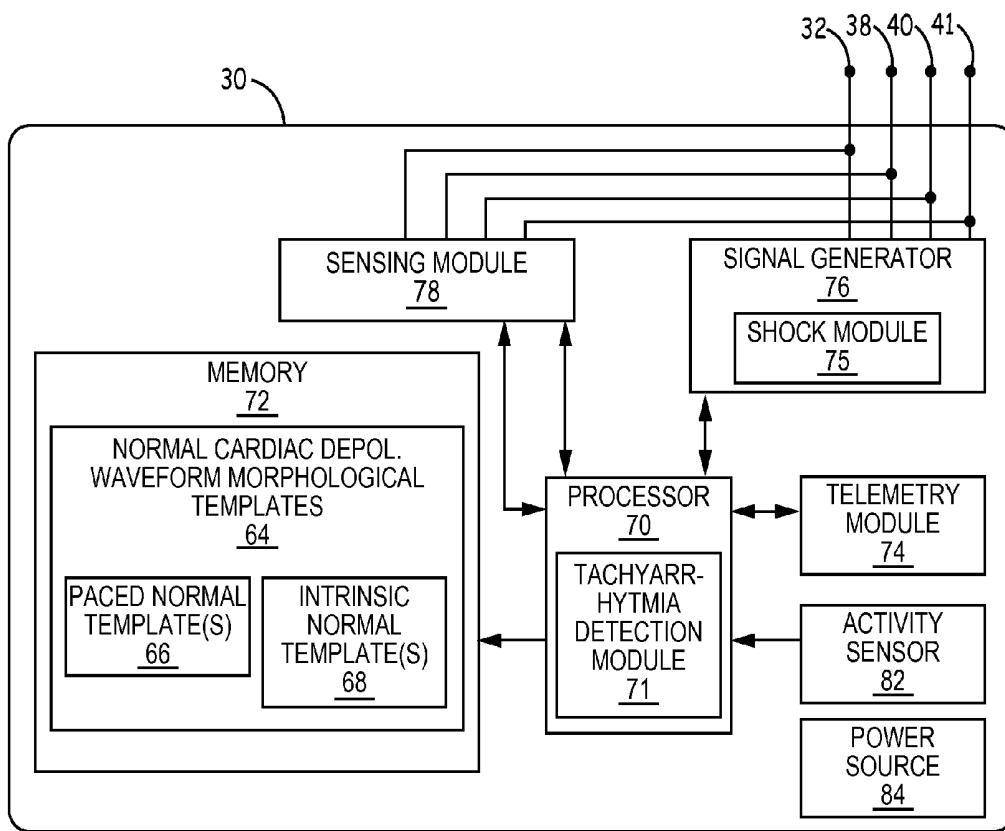 32
38
40
41
30
SENSING MODULE
78
SIGNAL GENERATOR
76
SHOCK MODULE
75
MEMORY
72
NORMAL CARDIAC DEPOL.
WAVEFORM MORPHOLOGICAL
TEMPLATES
64
PACED NORMAL
TEMPLATE(S)
66
INTRINSIC
NORMAL
TEMPLATE(S)
68
PROCESSOR
70
TACHYARR-
HYTMIA
DETECTION
MODULE
71
TELEMETRY
MODULE
74
ACTIVITY
SENSOR
82
POWER
SOURCE
84